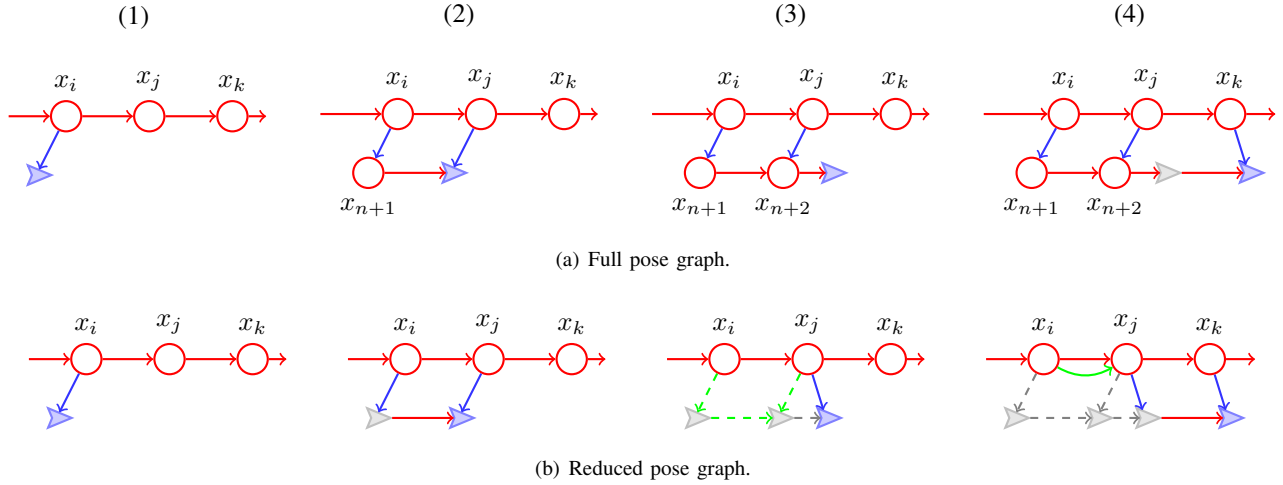 (1) (2) (3) (4)
x_i x_j x_k x_i x_j x_k x_i x_j x_k x_i x_j x_k
x_{n+1} x_{n+1} x_{n+2} x_{n+1} x_{n+2}
(a) Full pose graph.
x_i x_j x_k x_i x_j x_k x_i x_j x_k x_i x_j x_k
(b) Reduced pose graph.